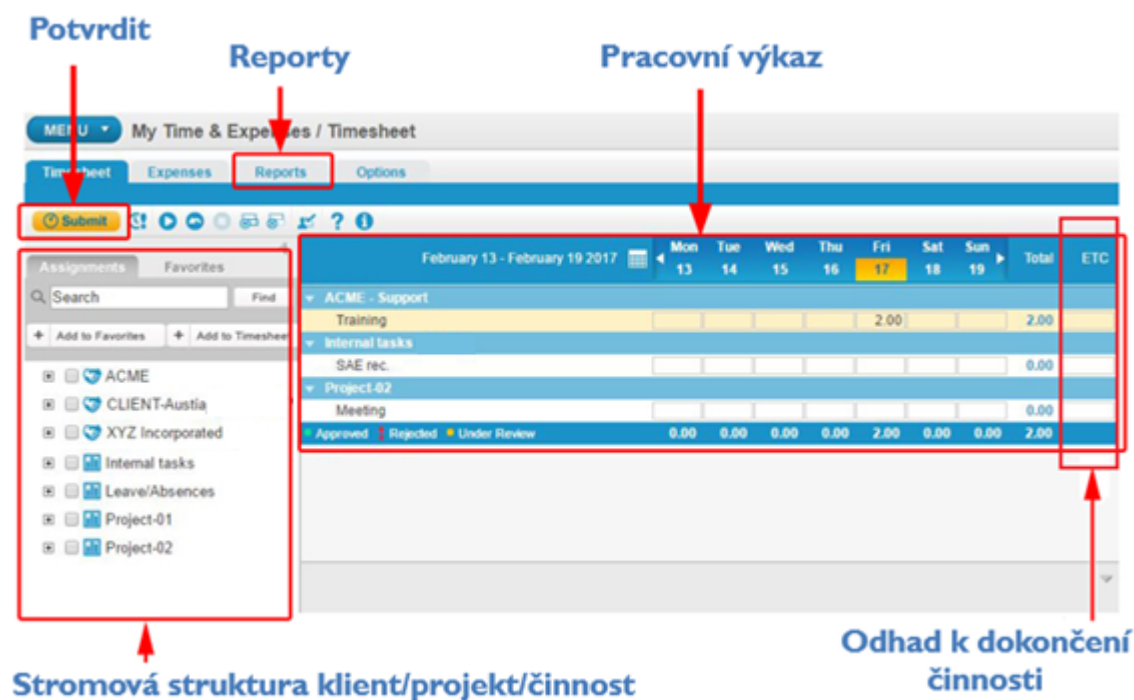 Potvrdit
Reporty
Pracovní výkaz
MENU My Time & Expenses / Timesheet
Timesheet Expenses Reports Options
Submit
Assignments Favorites
Search Find
+ Add to Favorites + Add to Timesheet
ACME
CLIENT-Austia
XYZ Incorporated
Internal tasks
Leave/Absences
Project-01
Project-02
February 13 - February 19 2017 Mon Tue Wed Thu Fri Sat Sun Total ETC
13 14 15 16 17 18 19
ACME - Support
Training 2.00 2.00
Internal tasks
SAE rec. 0.00
Project-02
Meeting 0.00
Approved Rejected Under Review 0.00 0.00 0.00 0.00 2.00 0.00 0.00 2.00
Odhad k dokončení
činnosti
Stromová struktura klient/projekt/činnost